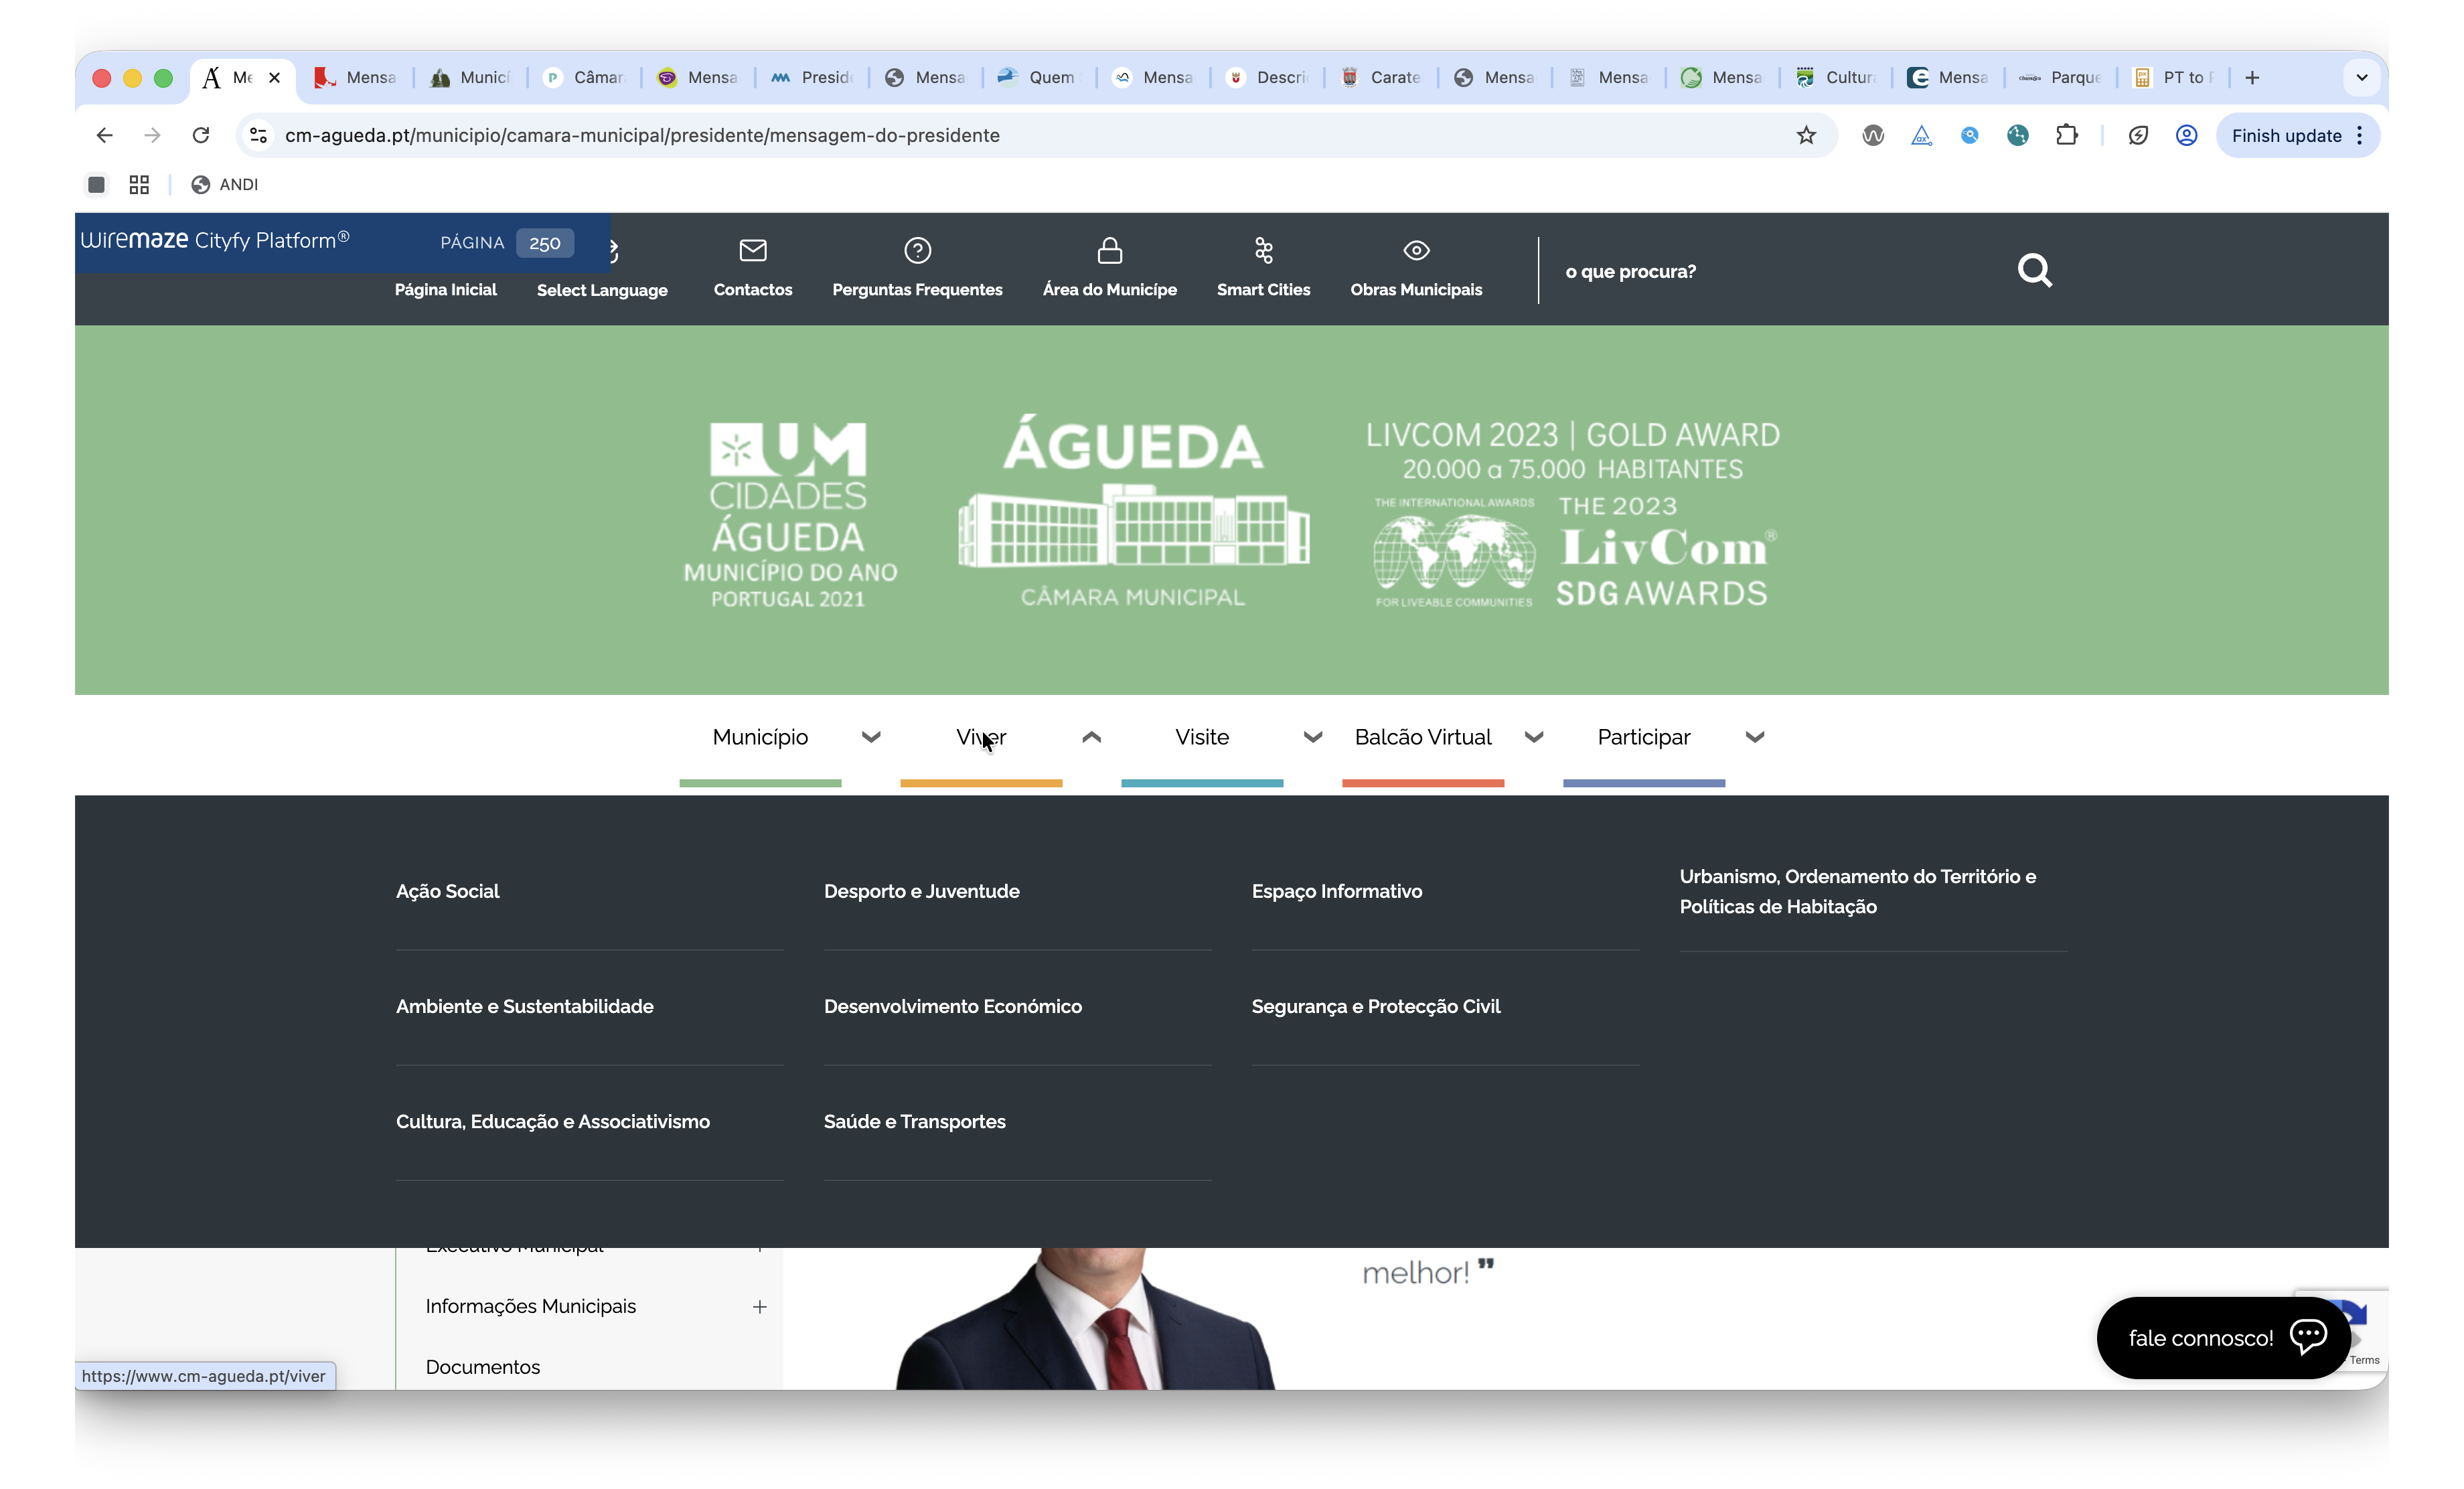 Me
Mensa
Municí
Câmar
Mensa
Presid
Mensa
Quem
Mensa
Descri
Carate
Mensa
Mensa
Mensa
Cultur
Mensa
Parque
PT to
cm-agueda.pt/municipio/camara-municipal/presidente/mensagem-do-presidente
Finish update
ANDI
wiremaze Cityfy Platform®
PÁGINA 250
Página Inicial
Select Language
Contactos
Perguntas Frequentes
Área do Munícipe
Smart Cities
Obras Municipais
o que procura?
UM
CIDADES
ÁGUEDA
MUNICÍPIO DO ANO
PORTUGAL 2021
ÁGUEDA
CÂMARA MUNICIPAL
LIVCOM 2023 | GOLD AWARD
20.000 a 75.000 HABITANTES
THE INTERNATIONAL AWARDS
FOR LIVEABLE COMMUNITIES
THE 2023
LivCom®
SDG AWARDS
Município
Viver
Visite
Balcão Virtual
Participar
Ação Social
Desporto e Juventude
Espaço Informativo
Urbanismo, Ordenamento do Território e
Políticas de Habitação
Ambiente e Sustentabilidade
Desenvolvimento Económico
Segurança e Protecção Civil
Cultura, Educação e Associativismo
Saúde e Transportes
Executivo Municipal
melhor! ❞
Informações Municipais
Documentos
fale connosco!
- Terms
https://www.cm-agueda.pt/viver